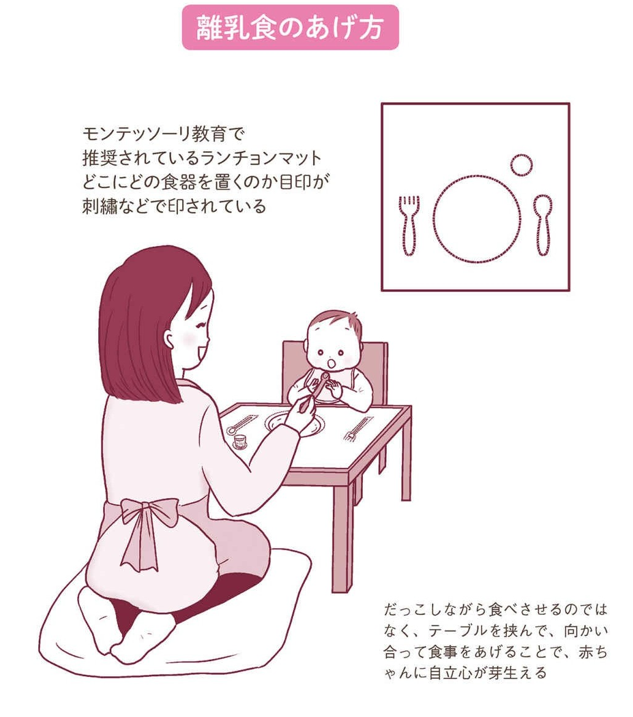 離乳食のあげ方
モンテッソーリ教育で
推奨されているランチョンマット
どこにどの食器を置くのか目印が
刺繡などで印されている
だっこしながら食べさせるのでは
なく、テーブルを挟んで、向かい
合って食事をあげることで、赤ち
ゃんに自立心が芽生える